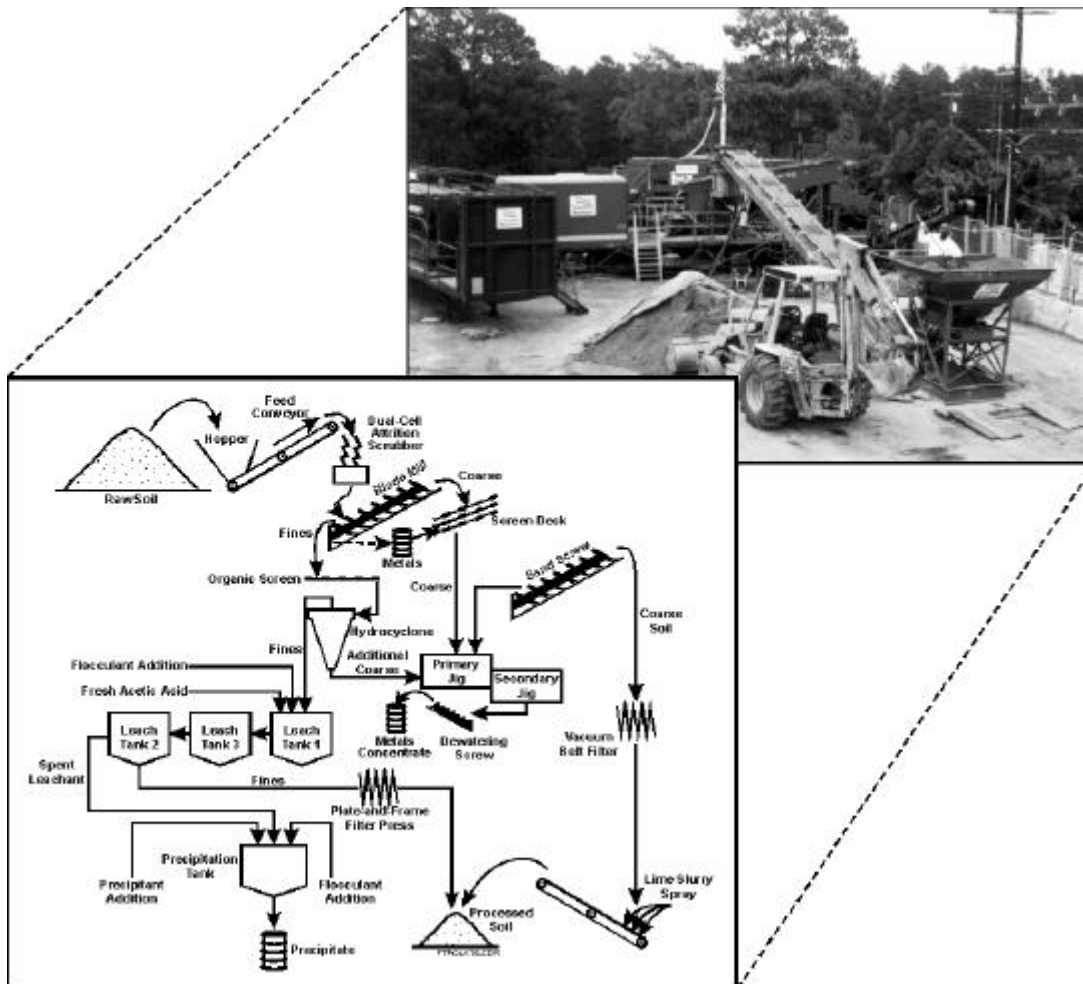 Feed
Conveyor
Hopper
Dual-Cell
Attrition
Scrubber
Raw Soil
Blade Mill
Coarse
Screen Deck
Fines
Metals
Organic Screen
Sand Screw
Coarse
Coarse
Soil
Hydrocyclone
Fines
Additional
Coarse
Flocculant Addition
Fresh Acetic Acid
Primary
Jig
Secondary
Jig
Leach
Tank 2
Leach
Tank 3
Leach
Tank 1
Metals
Concentrate
Dewatering
Screw
Vacuum
Belt Filter
Spent
Leachant
Fines
Plate-and-Frame
Filter Press
Precipitation
Tank
Precipitant
Addition
Flocculant
Addition
Lime Slurry
Spray
Processed
Soil
Precipitate